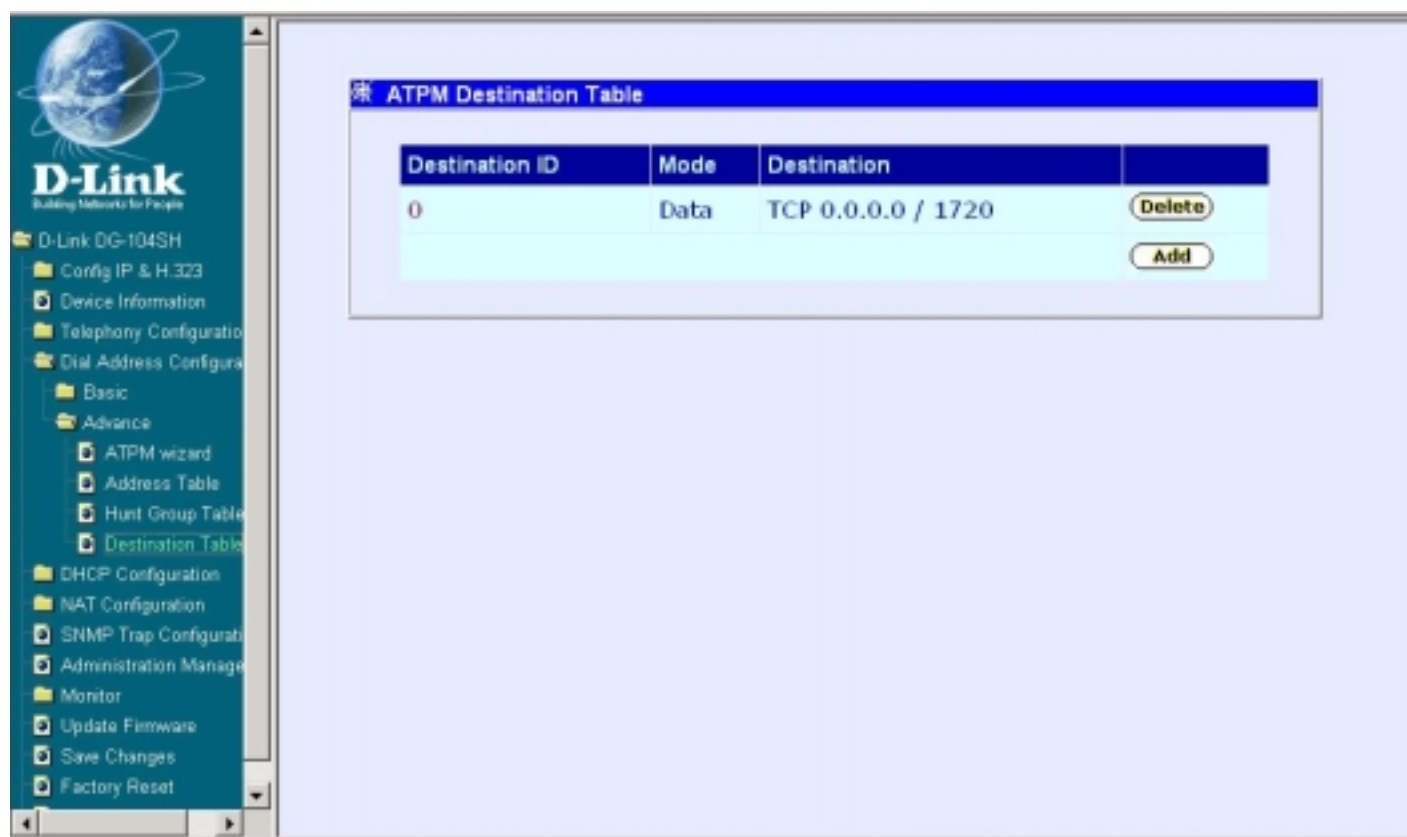 D-Link
Building Networks for People
D-Link DG-104SH
Config IP & H.323
Device Information
Telephony Configuratio
Dial Address Configura
Basic
Advance
ATPM wizard
Address Table
Hunt Group Table
Destination Table
DHCP Configuration
NAT Configuration
SNMP Trap Configurati
Administration Manage
Monitor
Update Firmware
Save Changes
Factory Reset
ATPM Destination Table
Destination ID Mode Destination
0 Data TCP 0.0.0.0 / 1720 Delete
Add